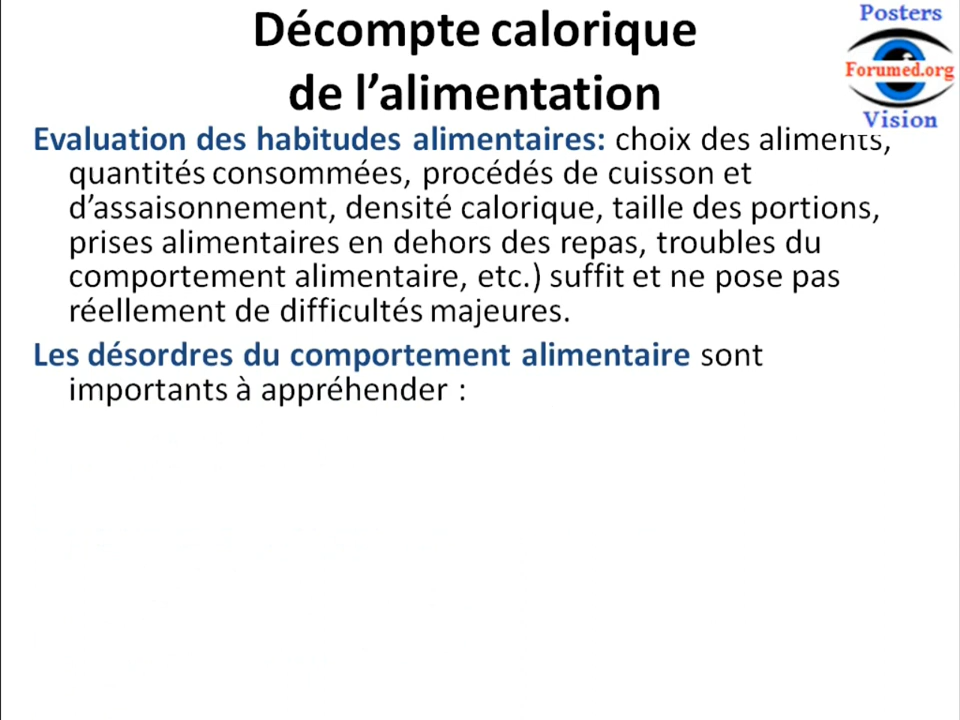 Décompte calorique
de l’alimentation
Posters
Forumed.org
Vision
Evaluation des habitudes alimentaires: choix des aliments,
quantités consommées, procédés de cuisson et
d’assaisonnement, densité calorique, taille des portions,
prises alimentaires en dehors des repas, troubles du
comportement alimentaire, etc.) suffit et ne pose pas
réellement de difficultés majeures.
Les désordres du comportement alimentaire sont
importants à appréhender :